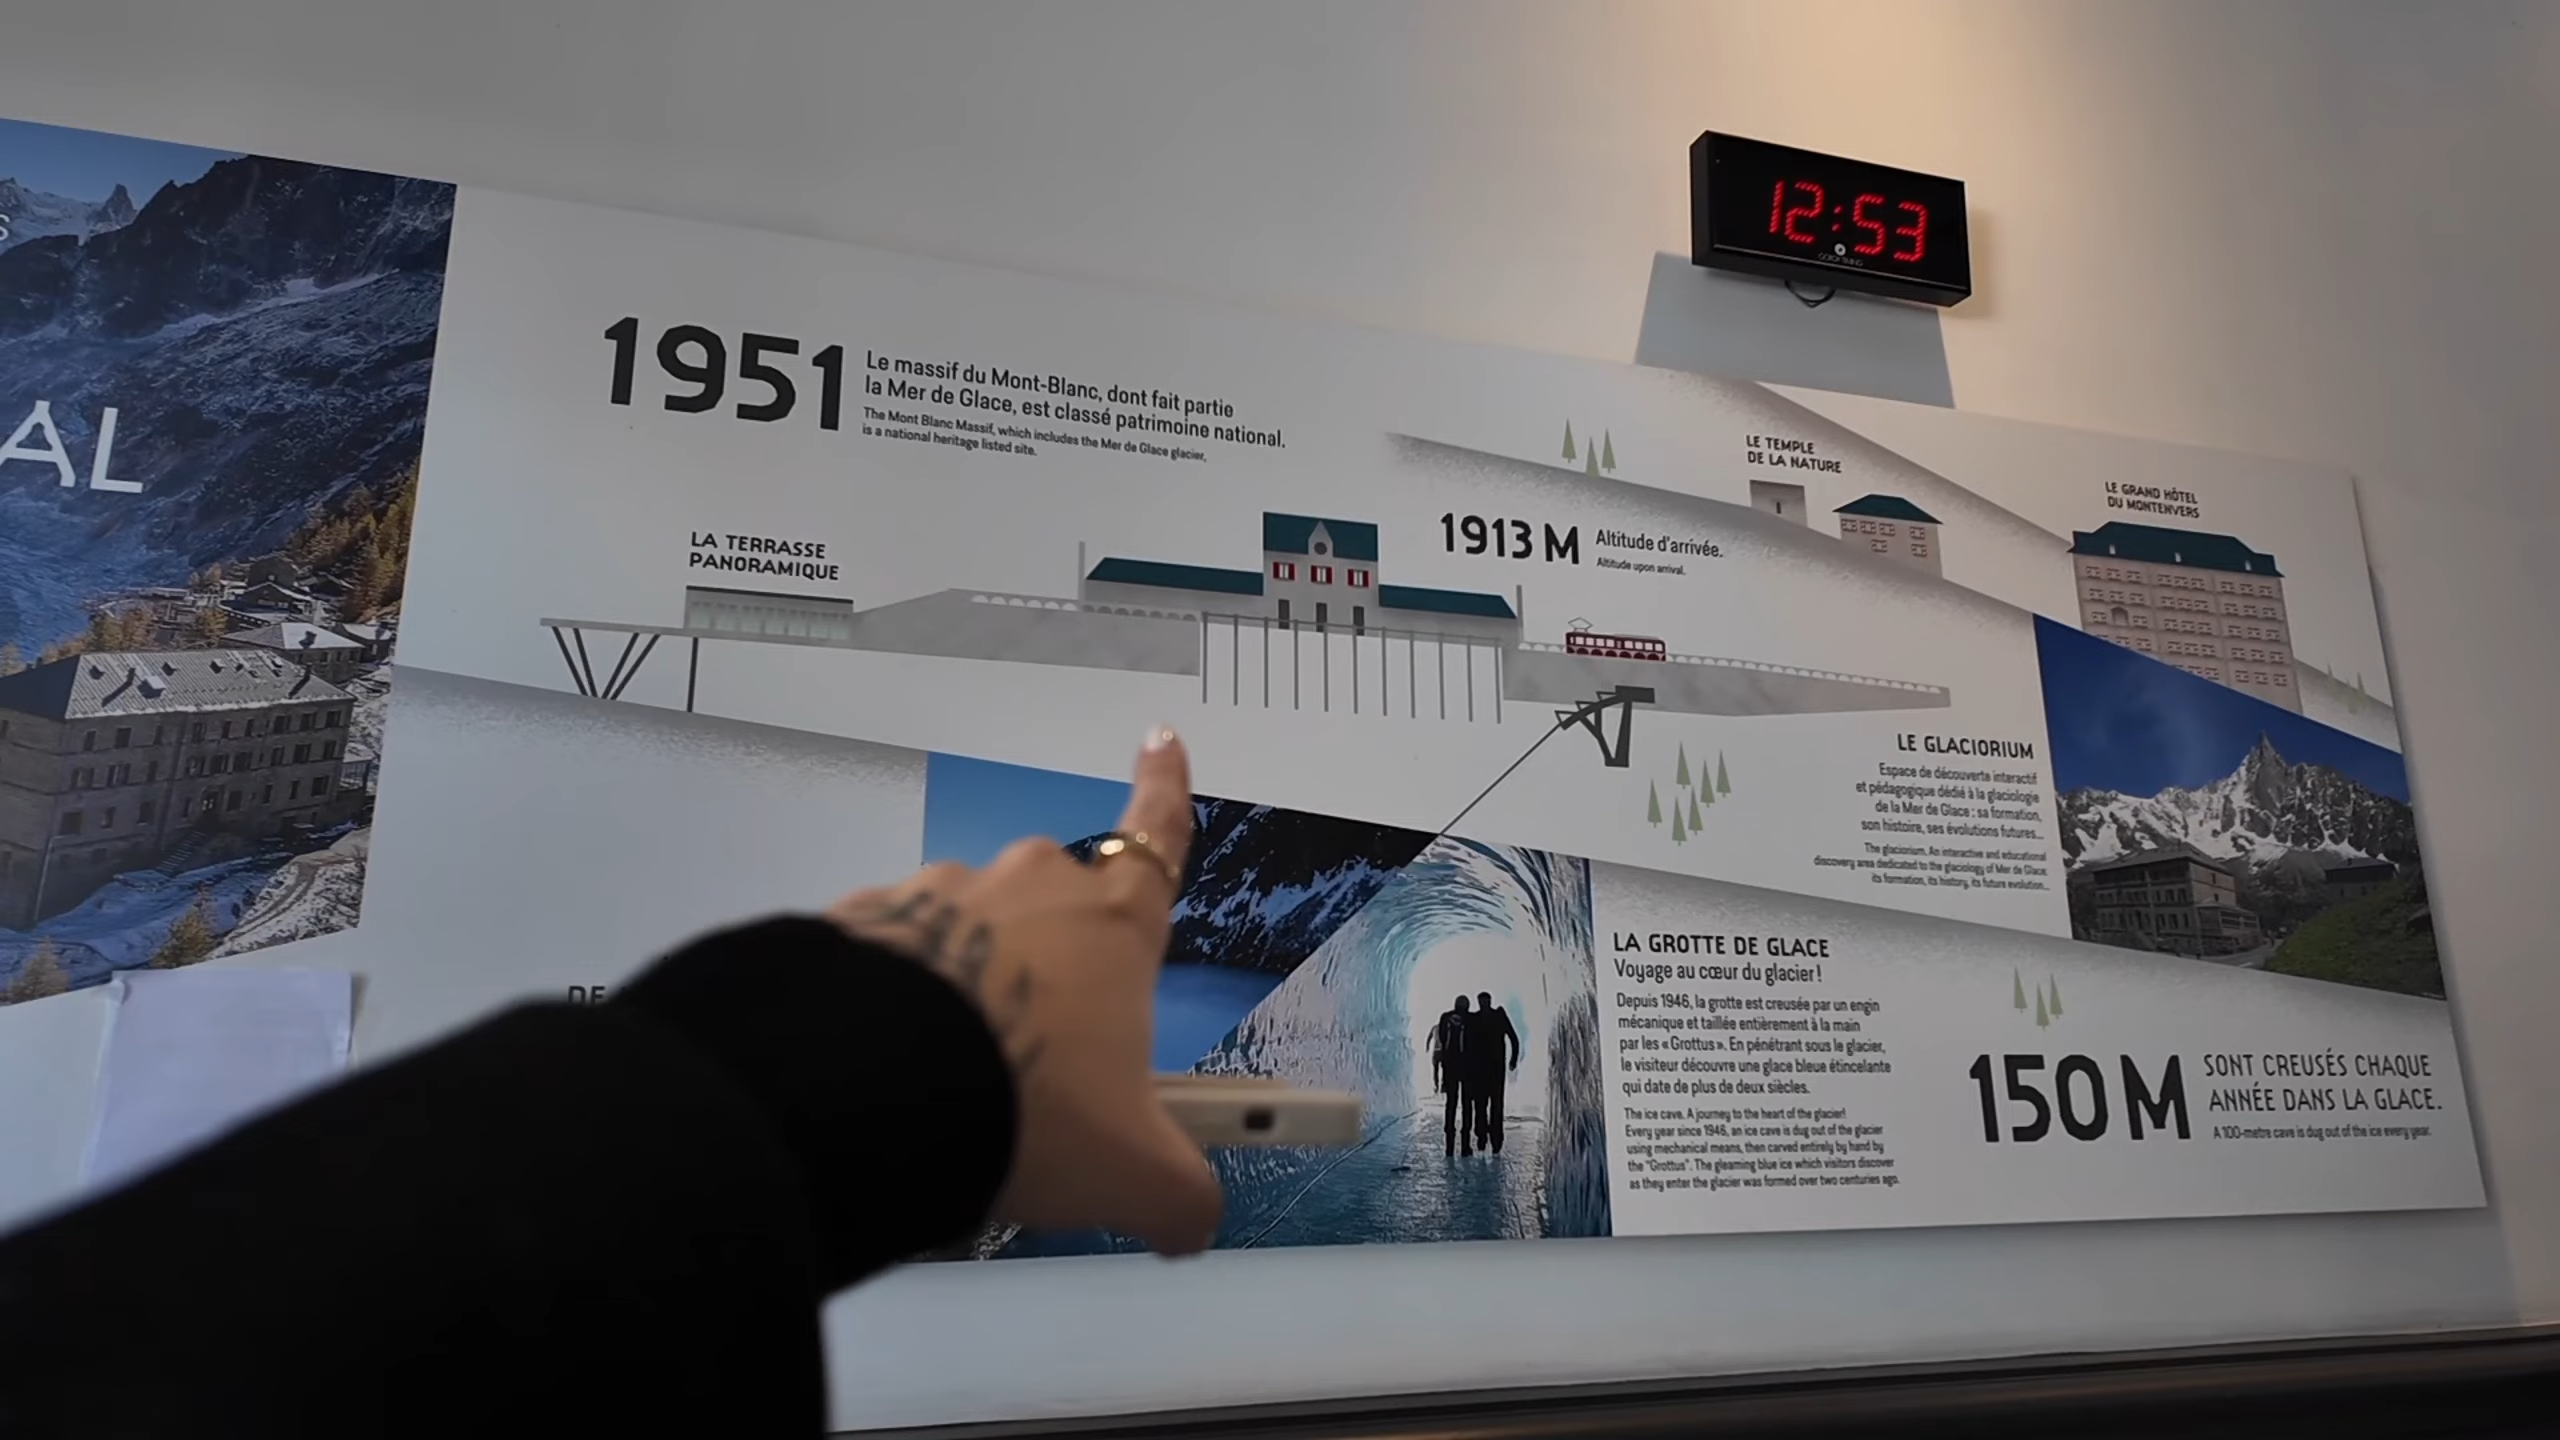 S
AL
12:53
1951
Le massif du Mont-Blanc, dont fait partie
la Mer de Glace, est classé patrimoine national.
The Mont Blanc Massif, which includes the Mer de Glace glacier,
is a national heritage listed site.
LA TERRASSE
PANORAMIQUE
1913 M
Altitude d'arrivée.
Altitude upon arrival.
LE TEMPLE
DE LA NATURE
LE GRAND HÔTEL
DU MONTENVERS
LE GLACIORIUM
Espace de découverte interactif
et pédagogique dédié à la glaciologie
de la Mer de Glace : sa formation,
son histoire, ses évolutions futures...
The glaciorium. An interactive and educational
discovery area dedicated to the glaciology of Mer de Glace:
its formation, its history, its future evolution...
DE
LA GROTTE DE GLACE
Voyage au cœur du glacier !
Depuis 1946, la grotte est creusée par un engin
mécanique et taillée entièrement à la main
par les « Grottus ». En pénétrant sous le glacier,
le visiteur découvre une glace bleue étincelante
qui date de plus de deux siècles.
The ice cave. A journey to the heart of the glacier!
Every year since 1946, an ice cave is dug out of the glacier
using mechanical means, then carved entirely by hand by
the "Grottus". The gleaming blue ice which visitors discover
as they enter the glacier was formed over two centuries ago.
150 M
SONT CREUSÉS CHAQUE
ANNÉE DANS LA GLACE.
A 100-metre cave is dug out of the ice every year.